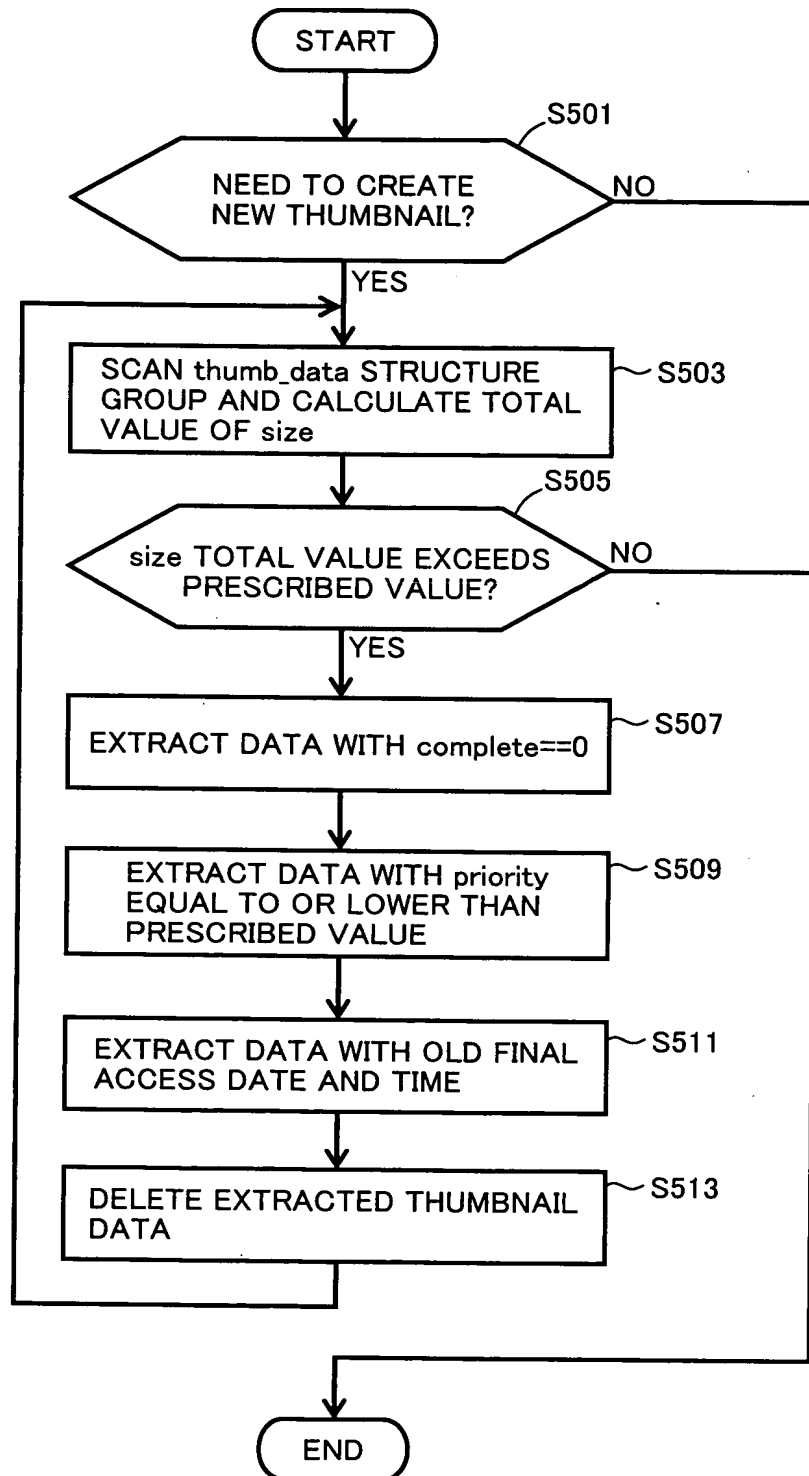 START
S501
NEED TO CREATE
NEW THUMBNAIL?
NO
YES
SCAN thumb_data STRUCTURE
GROUP AND CALCULATE TOTAL
VALUE OF size
S503
S505
size TOTAL VALUE EXCEEDS
PRESCRIBED VALUE?
NO
YES
EXTRACT DATA WITH complete==0
S507
EXTRACT DATA WITH priority
EQUAL TO OR LOWER THAN
PRESCRIBED VALUE
S509
EXTRACT DATA WITH OLD FINAL
ACCESS DATE AND TIME
S511
DELETE EXTRACTED THUMBNAIL
DATA
S513
END